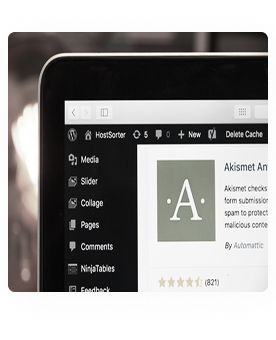 HostSorter 5 0 + New Delete Cache
Media
Slider
Collage
Pages
Comments
NinjaTables
Feedback
·A·
Akismet
Akismet checks
form submission
spam to protect
malicious conte
By Automattic
(821)